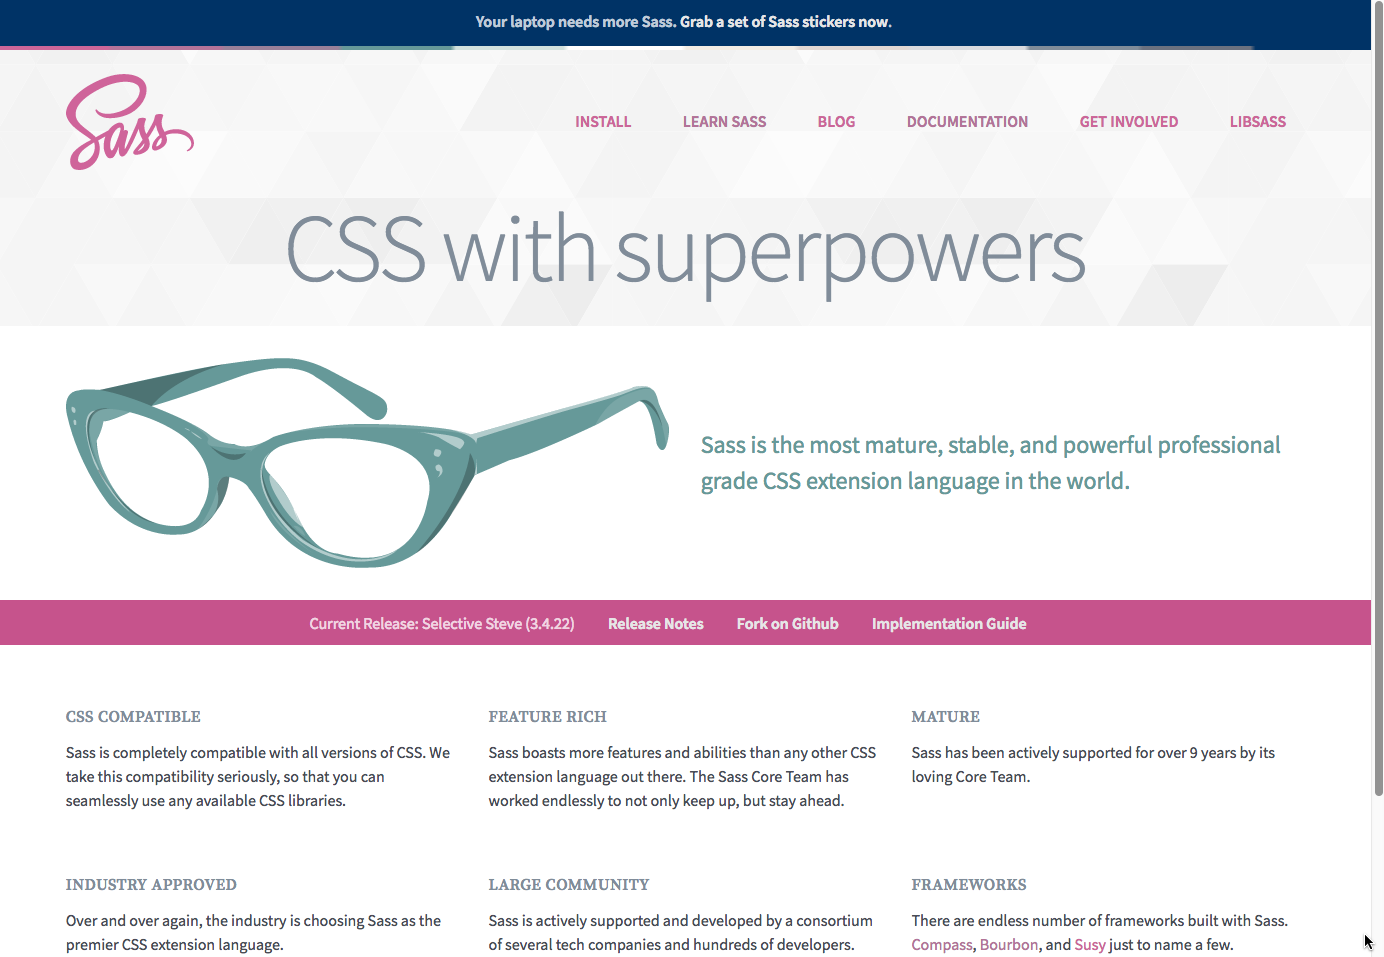 Your laptop needs more Sass. Grab a set of Sass stickers now.
Sass
INSTALL LEARN SASS BLOG DOCUMENTATION GET INVOLVED LIBSASS
CSS with superpowers
Sass is the most mature, stable, and powerful professional
grade CSS extension language in the world.
Current Release: Selective Steve (3.4.22) Release Notes Fork on Github Implementation Guide
CSS COMPATIBLE
Sass is completely compatible with all versions of CSS. We
take this compatibility seriously, so that you can
seamlessly use any available CSS libraries.
FEATURE RICH
Sass boasts more features and abilities than any other CSS
extension language out there. The Sass Core Team has
worked endlessly to not only keep up, but stay ahead.
MATURE
Sass has been actively supported for over 9 years by its
loving Core Team.
INDUSTRY APPROVED
Over and over again, the industry is choosing Sass as the
premier CSS extension language.
LARGE COMMUNITY
Sass is actively supported and developed by a consortium
of several tech companies and hundreds of developers.
FRAMEWORKS
There are endless number of frameworks built with Sass.
Compass, Bourbon, and Susy just to name a few.